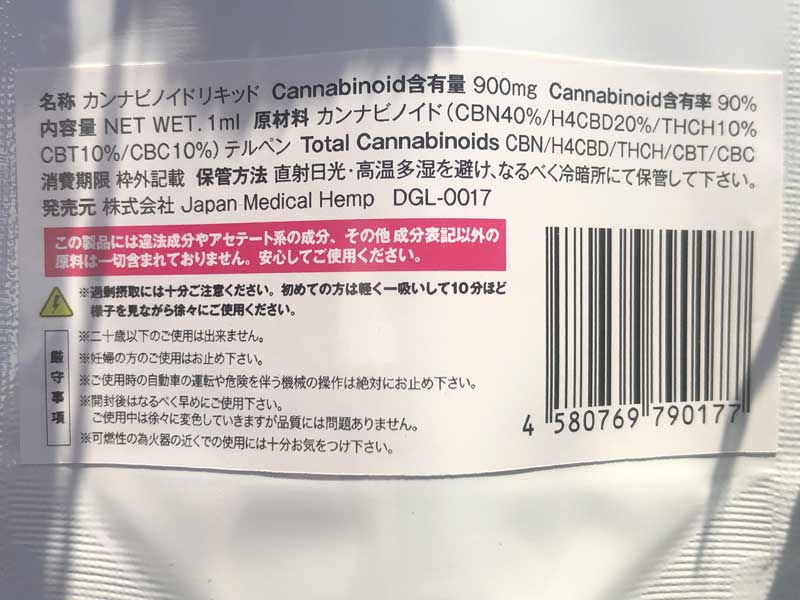 名称 カンナビノイドリキッド Cannabinoid含有量 900mg Cannabinoid含有率 90%
内容量 NET WET. 1ml 原材料 カンナビノイド(CBN40%/H4CBD20%/THCH10%
CBT10%/CBC10%) テルペン Total Cannabinoids CBN/H4CBD/THCH/CBT/CBC
消費期限 枠外記載 保管方法 直射日光・高温多湿を避け、なるべく冷暗所にて保管して下さい。
発売元 株式会社 Japan Medical Hemp DGL-0017
この製品には違法成分やアセテート系の成分、その他 成分表記以外の
原料は一切含まれておりません。安心してご使用ください。
※過剰摂取には十分ご注意ください。初めての方は軽く一吸いして10分ほど
様子を見ながら徐々にご使用ください。
厳守事項
※二十歳以下のご使用は出来ません。
※妊婦の方のご使用はお止め下さい。
※ご使用時の自動車の運転や危険を伴う機械の操作は絶対にお止め下さい。
※開封後はなるべく早めにご使用下さい。
ご使用中は徐々に変色していきますが品質には問題ありません。
※可燃性の為火器の近くでの使用には十分お気をつけ下さい。
4 580769 790177